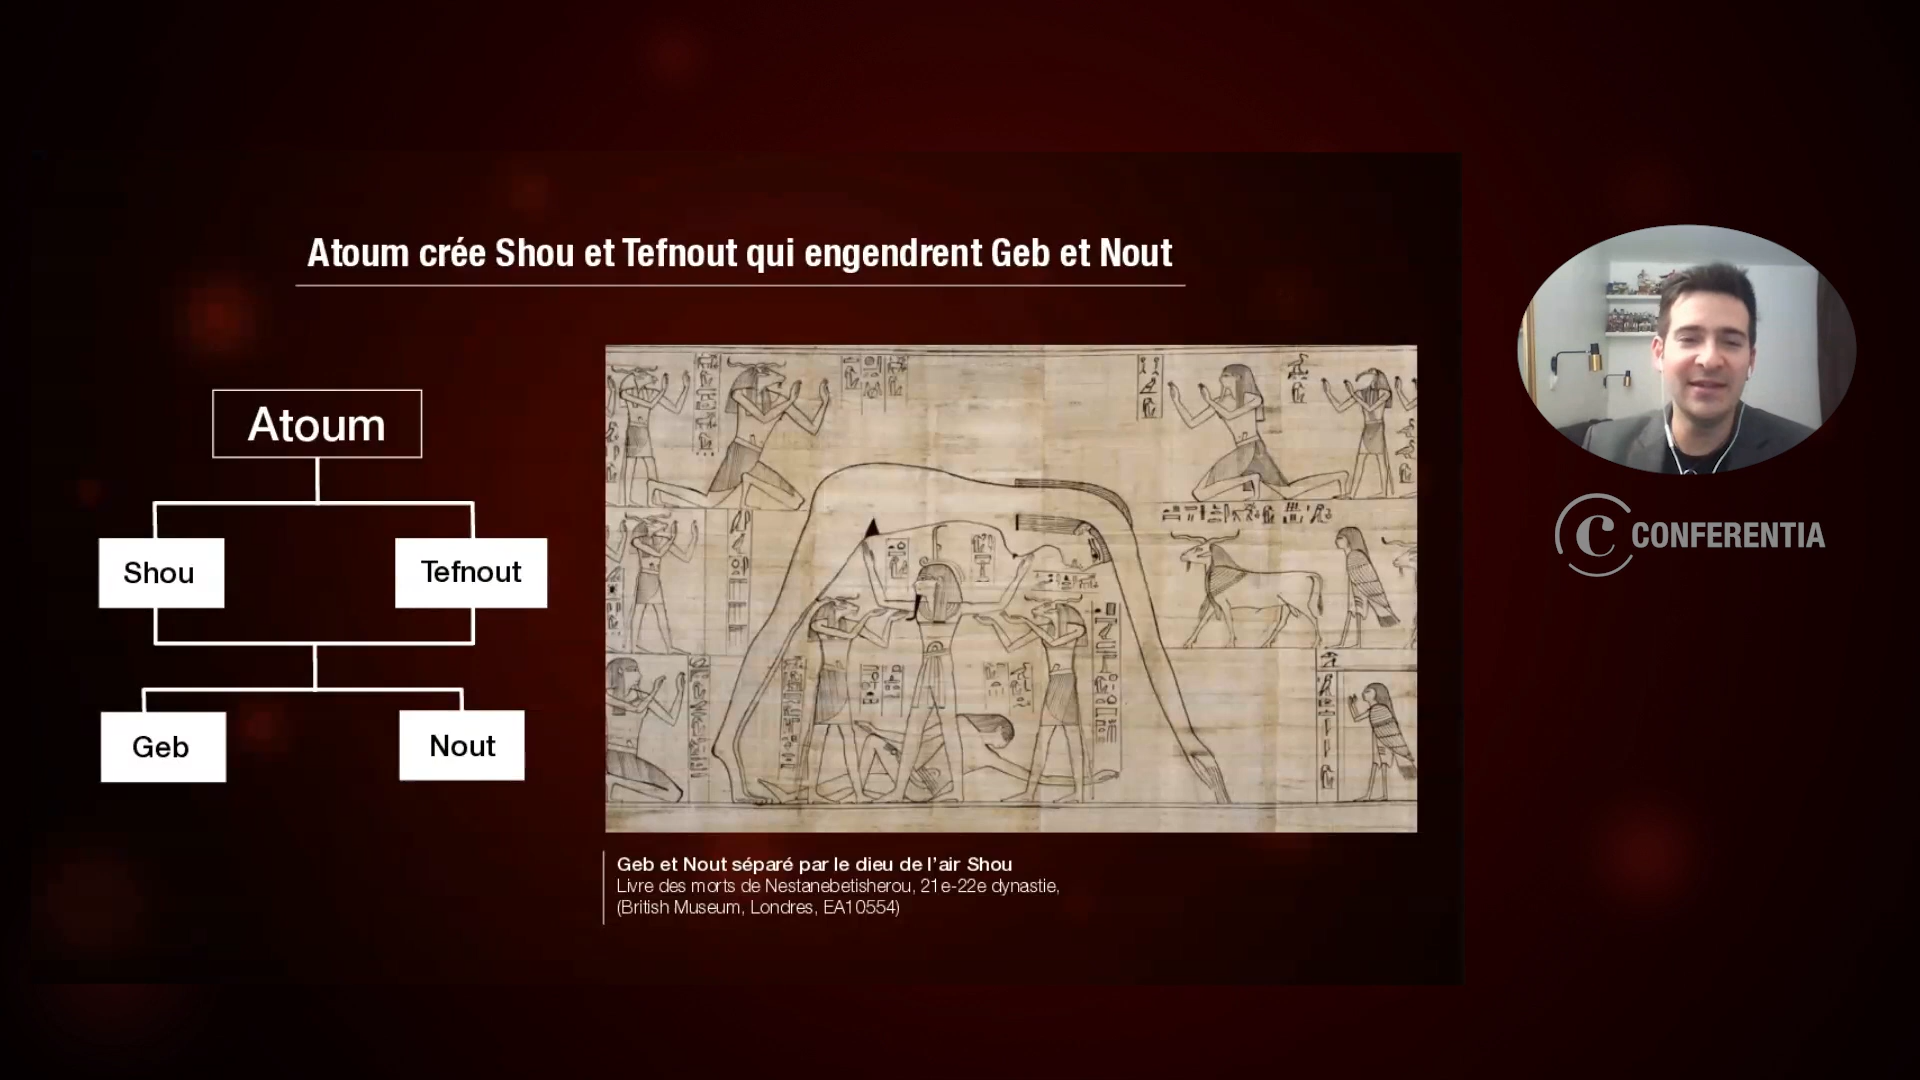 Atoum crée Shou et Tefnout qui engendrent Geb et Nout
Atoum
Shou
Tefnout
Geb
Nout
Geb et Nout séparé par le dieu de l'air Shou
Livre des morts de Nestanebetisherou, 21e-22e dynastie,
(British Museum, Londres, EA10554)
C CONFERENTIA